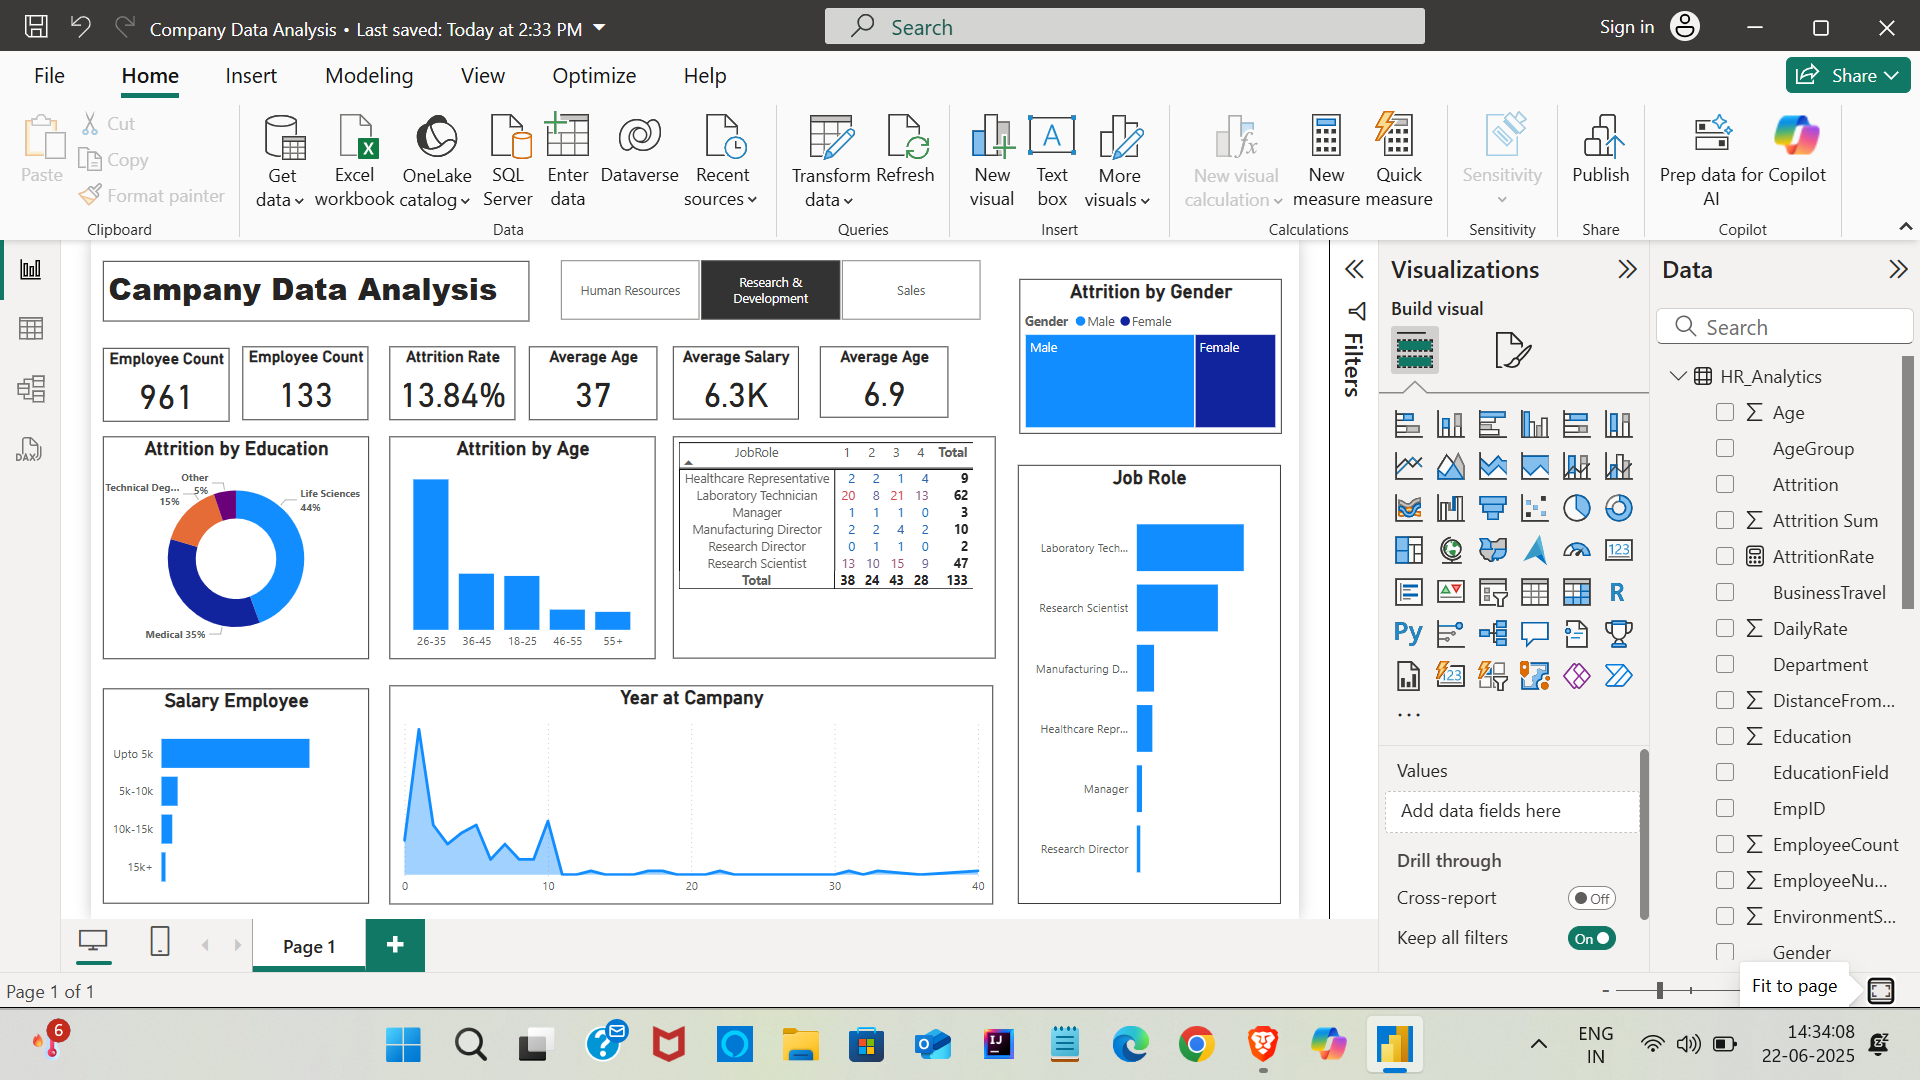 Company Data Analysis • Last saved: Today at 2:33 PM
Search
Sign in
File
Home
Insert
Modeling
View
Optimize
Help
Share
Paste
Cut
Copy
Format painter
Clipboard
Get data
Excel workbook
OneLake catalog
SQL Server
Enter data
Dataverse
Recent sources
Data
Transform data
Refresh
Queries
New visual
A
Text box
More visuals
Insert
New visual calculation
New measure
Quick measure
Calculations
Sensitivity
Sensitivity
Publish
Share
Prep data for AI
Copilot
Copilot
DAX
Campany Data Analysis
Human Resources
Research & Development
Sales
Employee Count
961
Employee Count
133
Attrition Rate
13.84%
Average Age
37
Average Salary
6.3K
Average Age
6.9
Attrition by Gender
Gender Male Female
Male
Female
Attrition by Education
Other
5%
Technical Deg...
15%
Life Sciences
44%
Medical 35%
Attrition by Age
26-35 36-45 18-25 46-55 55+
JobRole 1 2 3 4 Total
Healthcare Representative 2 2 1 4 9
Laboratory Technician 20 8 21 13 62
Manager 1 1 1 0 3
Manufacturing Director 2 2 4 2 10
Research Director 0 1 1 0 2
Research Scientist 13 10 15 9 47
Total 38 24 43 28 133
Job Role
Laboratory Tech...
Research Scientist
Manufacturing D...
Healthcare Repr...
Manager
Research Director
Salary Employee
Upto 5k
5k-10k
10k-15k
15k+
Year at Company
0 10 20 30 40
Filters
Visualizations
Build visual
123
R
Py
123
...
Values
Add data fields here
Drill through
Cross-report
Off
Keep all filters
On
Data
Search
HR_Analytics
Age
AgeGroup
Attrition
Attrition Sum
AttritionRate
BusinessTravel
DailyRate
Department
DistanceFrom...
Education
EducationField
EmpID
EmployeeCount
EmployeeNu...
EnvironmentS...
Gender
Page 1
+
Page 1 of 1
-
Fit to page
6
IJ
ENG
IN
14:34:08
22-06-2025